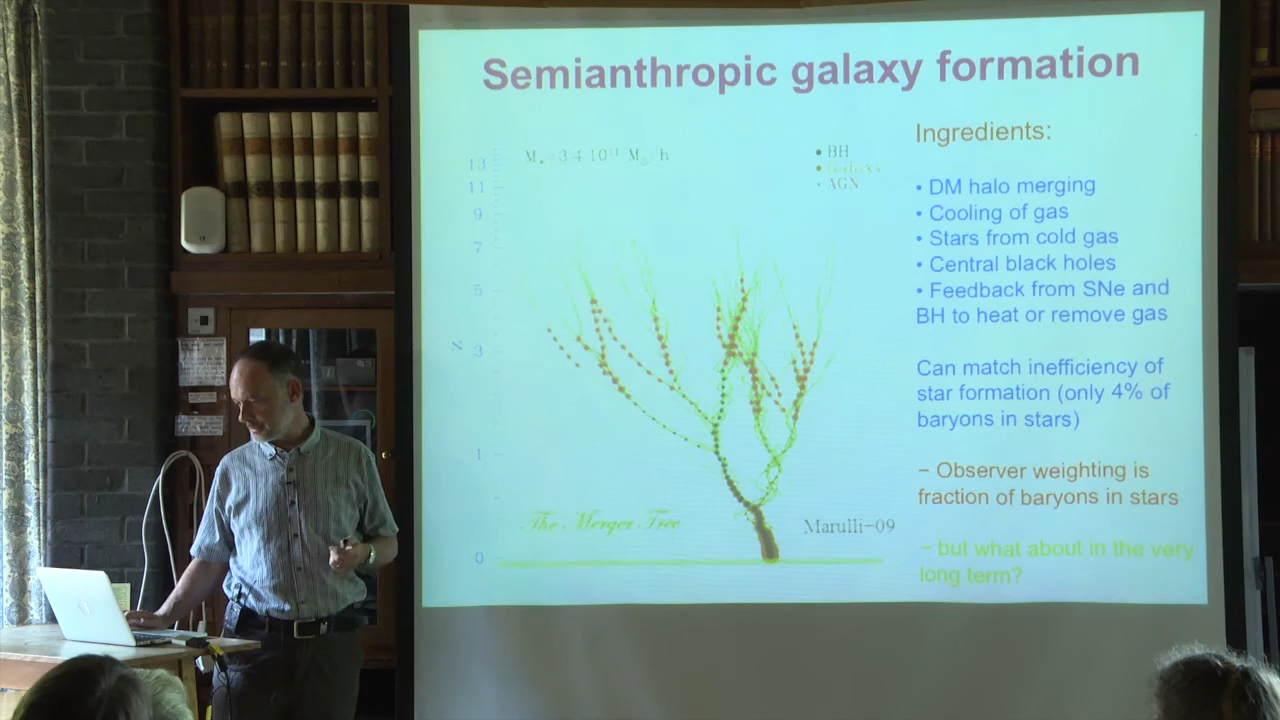 Semianthropic galaxy formation
Ingredients:
• DM halo merging
• Cooling of gas
• Stars from cold gas
• Central black holes
• Feedback from SNe and
BH to heat or remove gas
Can match inefficiency of
star formation (only 4% of
baryons in stars)
− Observer weighting is
fraction of baryons in stars
− but what about in the very
long term?
BH
AGN
13
11
9
7
5
3
1
0
z
The Merger Tree
Marulli−09